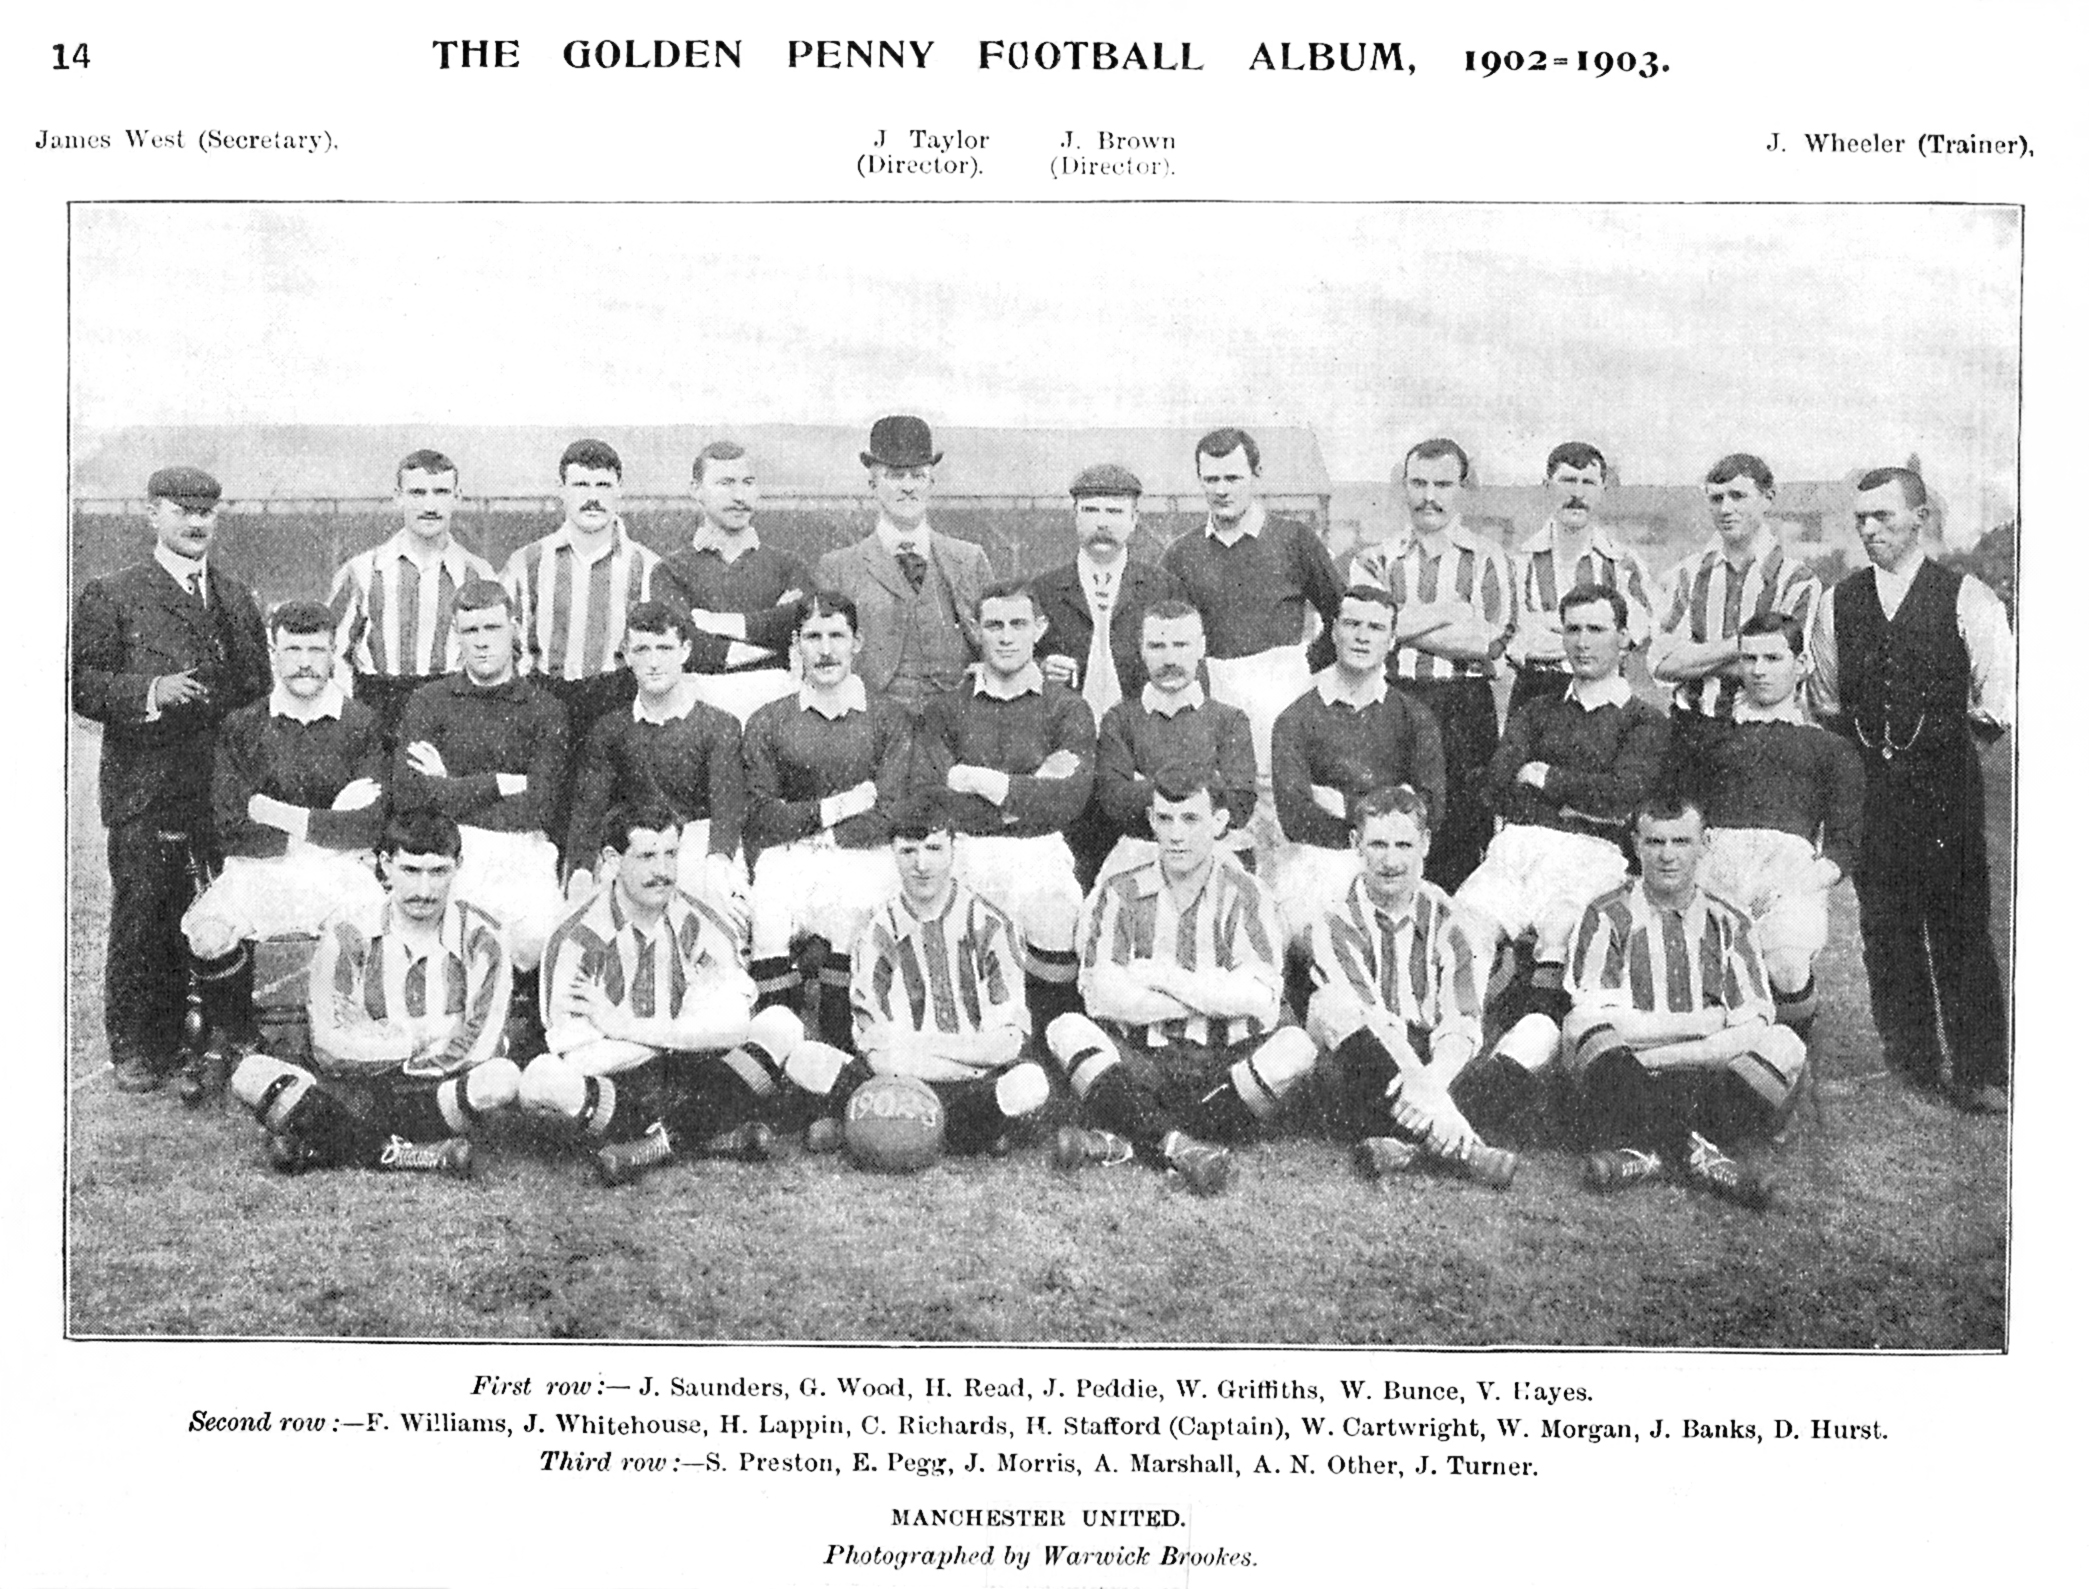 14 THE GOLDEN PENNY FOOTBALL ALBUM, 1902=1903.
James West (Secretary). J Taylor J. Brown J. Wheeler (Trainer),
(Director). (Director).
1902-3
First row:— J. Saunders, G. Wood, H. Read, J. Peddie, W. Griffiths, W. Bunce, V. Hayes.
Second row:—F. Williams, J. Whitehouse, H. Lappin, C. Richards, H. Stafford (Captain), W. Cartwright, W. Morgan, J. Banks, D. Hurst.
Third row:—S. Preston, E. Pegg, J. Morris, A. Marshall, A. N. Other, J. Turner.
MANCHESTER UNITED.
Photographed by Warwick Brookes.